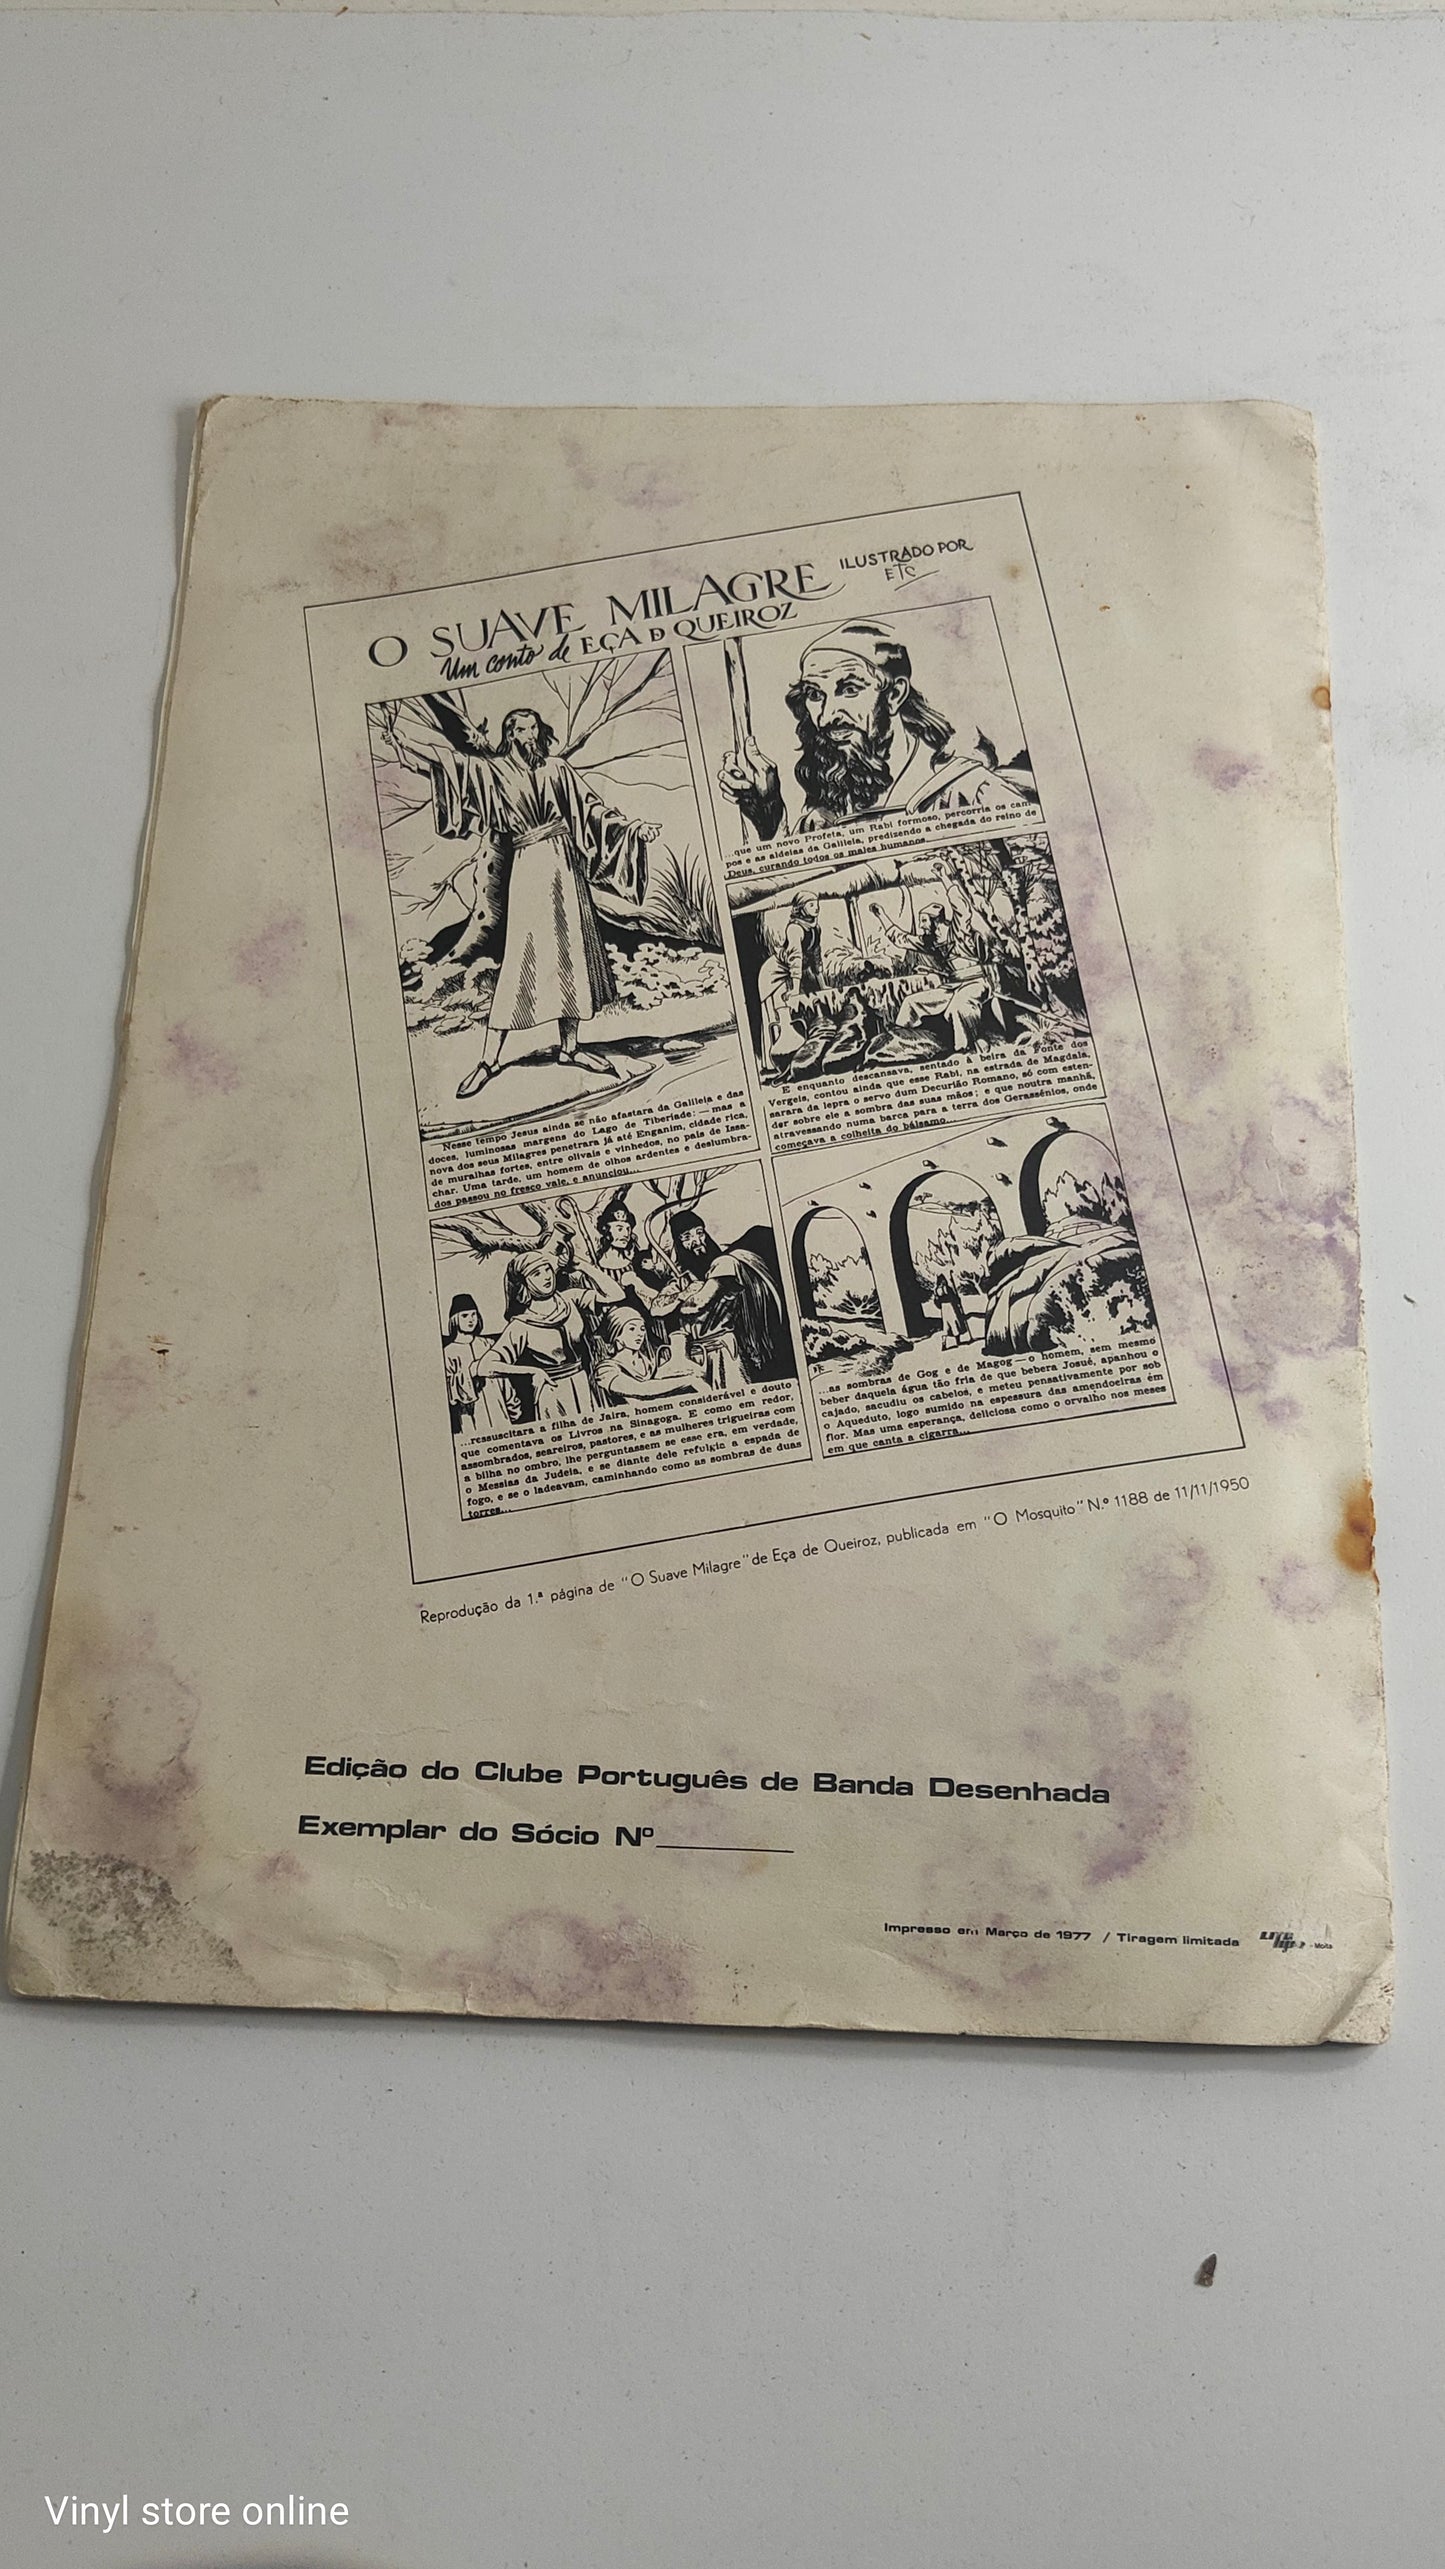 O SUAVE MILAGRE
Um conto de EÇA D QUEIROZ
ILUSTRADO POR
ETC
Nesse tempo Jesus ainda se não afastara da Galileia e das
doces, luminosas margens do Lago de Tiberíade: — mas a
nova dos seus Milagres penetrara já até Enganim, cidade rica,
de muralhas fortes, entre olivais e vinhedos, no país de Issa-
char. Uma tarde, um homem de olhos ardentes e deslumbra-
dos passou no fresco vale, e anunciou...
...que um novo Profeta, um Rabi formoso, percorria os cam-
pos e as aldeias da Galileia, predizendo a chegada do reino de
Deus, curando todos os males humanos.
E enquanto descansava, sentado à beira da Fonte dos
Vergeis, contou ainda que esse Rabi, na estrada de Magdala,
sarara da lepra o servo dum Decurião Romano, só com esten-
der sobre ele a sombra das suas mãos; e que noutra manhã,
atravessando numa barca para a terra dos Gerassénios, onde
começava a colheita do bálsamo...
...ressuscitara a filha de Jaira, homem considerável e douto
que comentava os Livros na Sinagoga. E como em redor,
assombrados, seareiros, pastores, e as mulheres trigueiras com
a bilha no ombro, lhe perguntassem se esse era, em verdade,
o Messias da Judeia, e se diante dele refulgia a espada de
fogo, e se o ladeavam, caminhando como as sombras de duas
torres...
...as sombras de Gog e de Magog — o homem, sem mesmo
beber daquela água tão fria de que bebera Josué, apanhou o
cajado, sacudiu os cabelos, e meteu pensativamente por sob
o Aqueduto, logo sumido na espessura das amendoeiras em
flor. Mas uma esperança, deliciosa como o orvalho nos meses
em que canta a cigarra...
Reprodução da 1.ª página de "O Suave Milagre" de Eça de Queiroz, publicada em "O Mosquito" N.º 1188 de 11/11/1950
Edição do Clube Português de Banda Desenhada
Exemplar do Sócio Nº
Impresso em Março de 1977 / Tiragem limitada
- Moita
Vinyl store online